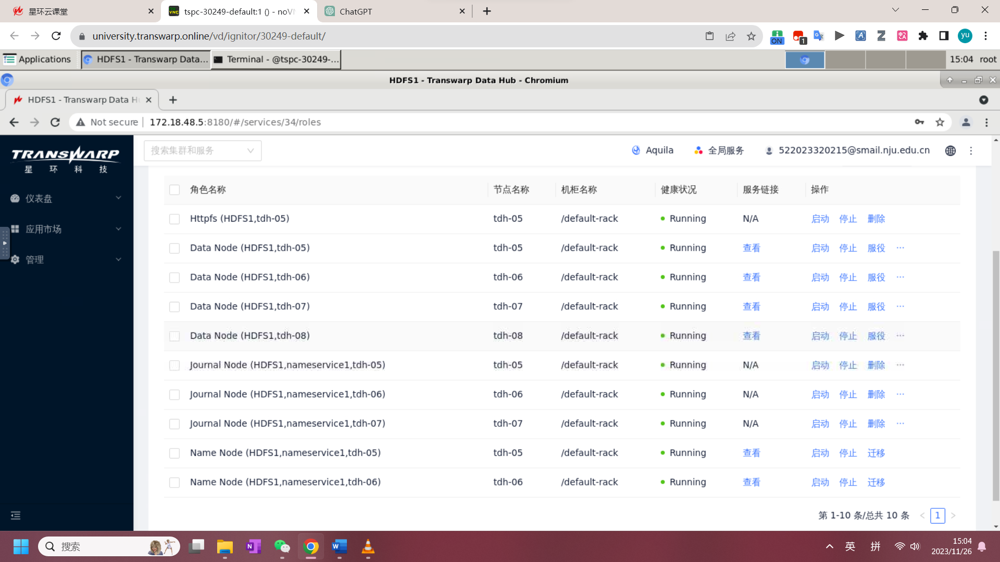 星环云课堂
tspc-30249-default:1 () - noVN
ChatGPT
university.transwarp.online/vd/ignitor/30249-default/
ON
1
yu
Applications
HDFS1 - Transwarp Data...
Terminal - @tspc-30249-...
15:04 root
HDFS1 - Transwarp Data Hub - Chromium
HDFS1 - Transwarp Data H
Not secure 172.18.48.5:8180/#/services/34/roles
TRANSWARP
星环科技
搜索集群和服务
Aquila
全局服务
522023320215@smail.nju.edu.cn
仪表盘
应用市场
管理
角色名称 节点名称 机柜名称 健康状况 服务链接 操作
Httpfs (HDFS1,tdh-05) tdh-05 /default-rack Running N/A 启动 停止 删除
Data Node (HDFS1,tdh-05) tdh-05 /default-rack Running 查看 启动 停止 服役 ···
Data Node (HDFS1,tdh-06) tdh-06 /default-rack Running 查看 启动 停止 服役 ···
Data Node (HDFS1,tdh-07) tdh-07 /default-rack Running 查看 启动 停止 服役 ···
Data Node (HDFS1,tdh-08) tdh-08 /default-rack Running 查看 启动 停止 服役 ···
Journal Node (HDFS1,nameservice1,tdh-05) tdh-05 /default-rack Running N/A 启动 停止 删除 ···
Journal Node (HDFS1,nameservice1,tdh-06) tdh-06 /default-rack Running N/A 启动 停止 删除 ···
Journal Node (HDFS1,nameservice1,tdh-07) tdh-07 /default-rack Running N/A 启动 停止 删除 ···
Name Node (HDFS1,nameservice1,tdh-05) tdh-05 /default-rack Running 查看 启动 停止 迁移
Name Node (HDFS1,nameservice1,tdh-06) tdh-06 /default-rack Running 查看 启动 停止 迁移
第 1-10 条/总共 10 条 < 1 >
搜索
英
拼
15:04
2023/11/26